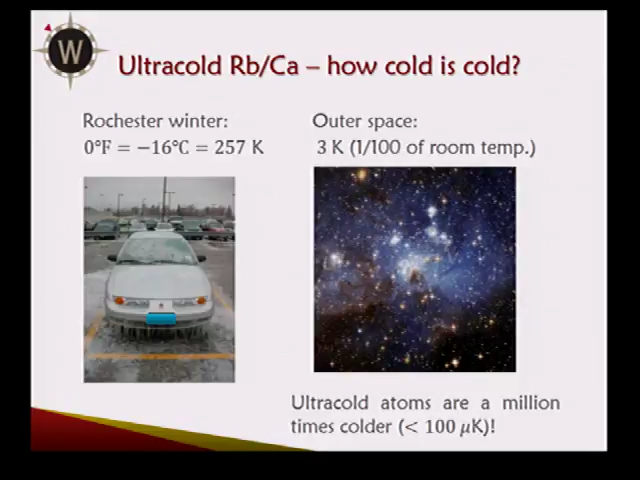 W
Ultracold Rb/Ca – how cold is cold?
Rochester winter:
0°F = −16°C = 257 K
Outer space:
3 K (1/100 of room temp.)
Ultracold atoms are a million
times colder (< 100 μK)!